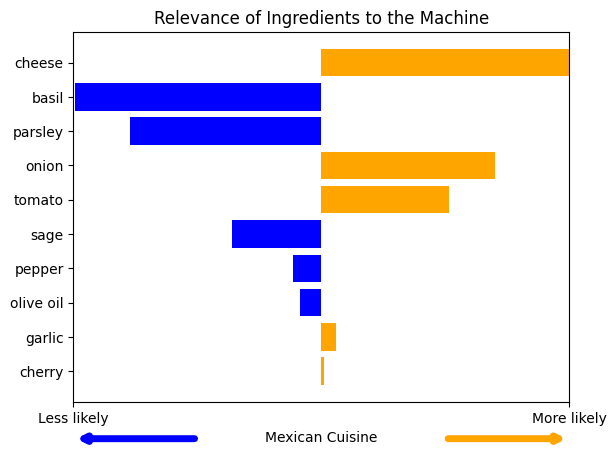 Relevance of Ingredients to the Machine
cheese
basil
parsley
onion
tomato
sage
pepper
olive oil
garlic
cherry
Less likely
More likely
Mexican Cuisine